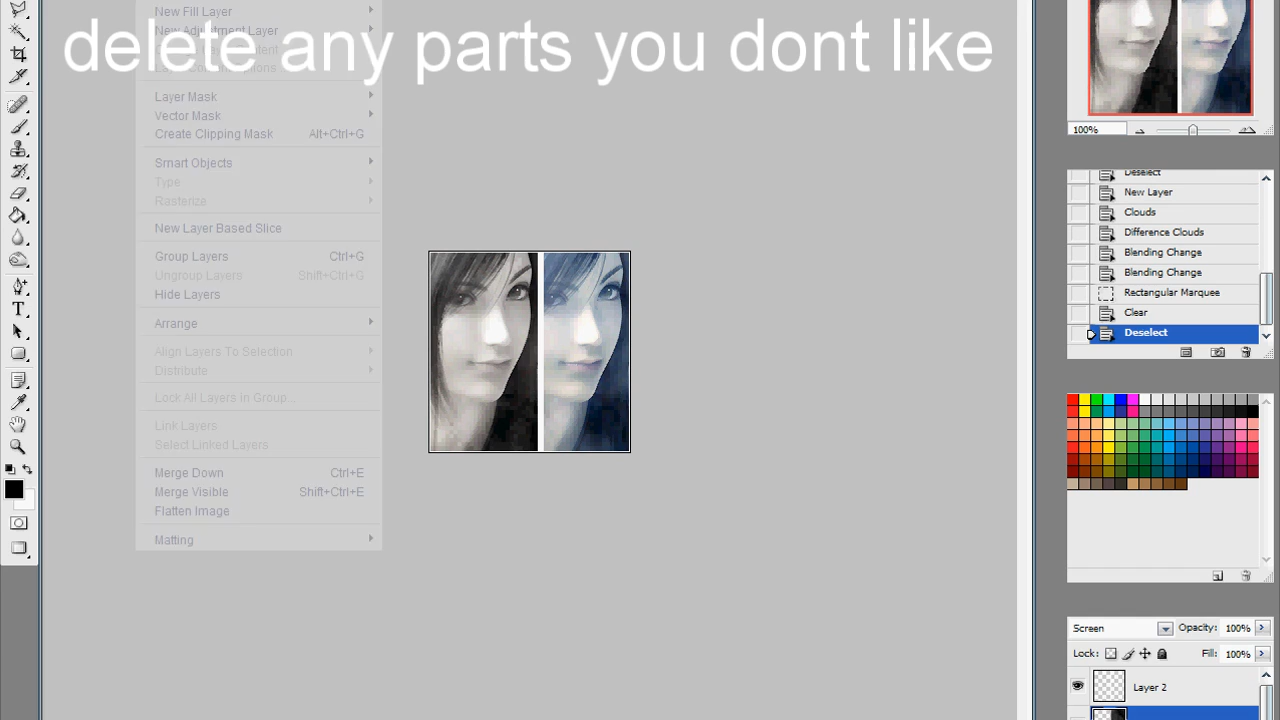 delete any parts you dont like
New Fill Layer
New Adjustment Layer
Layer Mask
Vector Mask
Create Clipping Mask Alt+Ctrl+G
Smart Objects
Type
Rasterize
New Layer Based Slice
Group Layers Ctrl+G
Ungroup Layers Shift+Ctrl+G
Hide Layers
Arrange
Align Layers To Selection
Distribute
Lock All Layers in Group...
Link Layers
Select Linked Layers
Merge Down Ctrl+E
Merge Visible Shift+Ctrl+E
Flatten Image
Matting
100%
Deselect
New Layer
Clouds
Difference Clouds
Blending Change
Blending Change
Rectangular Marquee
Clear
Deselect
Screen Opacity: 100%
Lock: Fill: 100%
Layer 2